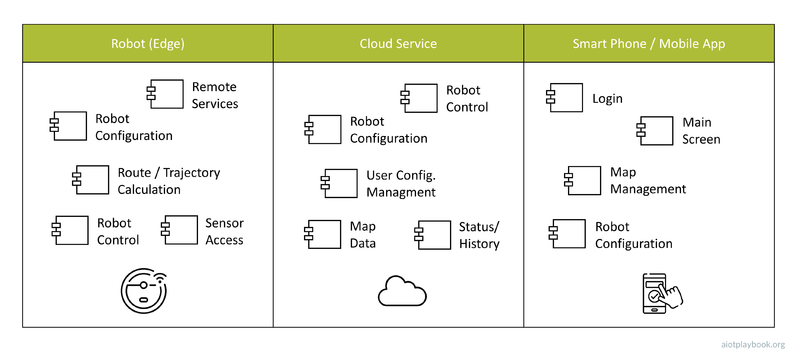 Robot (Edge)
Cloud Service
Smart Phone / Mobile App
Remote
Services
Robot
Configuration
Route / Trajectory
Calculation
Robot
Control
Sensor
Access
Robot
Control
Robot
Configuration
User Config.
Managment
Map
Data
Status/
History
Login
Main
Screen
Map
Management
Robot
Configuration
aiotplaybook.org